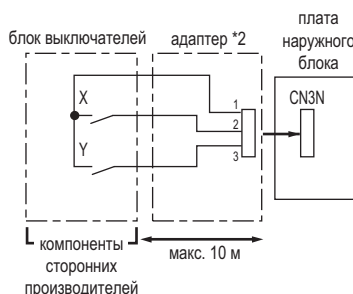 плата
наружного
блока
блок выключателей
адаптер *2
CN3N
X
1
2
Y
3
макс. 10 м
компоненты
сторонних
производителей